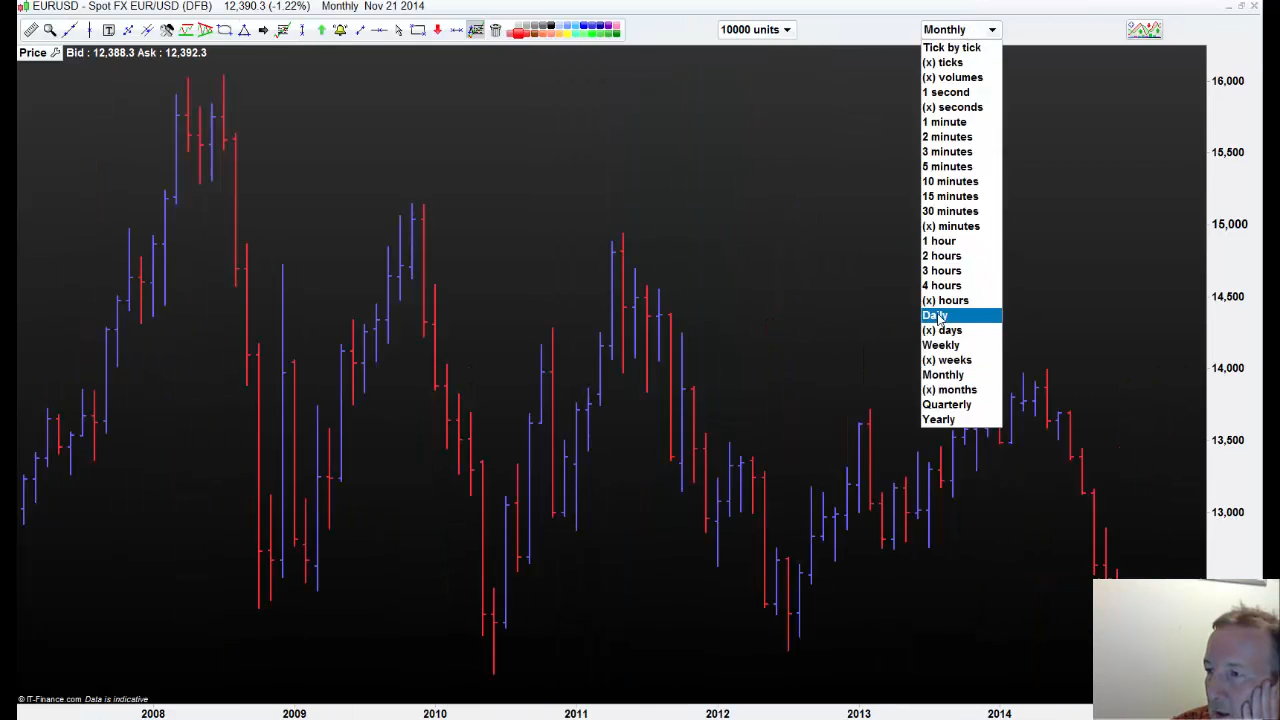 EURUSD - Spot FX EUR/USD (DFB) 12,390.3 (-1.22%) Monthly Nov 21 2014
10000 units
Monthly
Price
Bid : 12,388.3 Ask : 12,392.3
Tick by tick
(x) ticks
(x) volumes
1 second
(x) seconds
1 minute
2 minutes
3 minutes
5 minutes
10 minutes
15 minutes
30 minutes
(x) minutes
1 hour
2 hours
3 hours
4 hours
(x) hours
Daily
(x) days
Weekly
(x) weeks
Monthly
(x) months
Quarterly
Yearly
16,000
15,500
15,000
14,500
14,000
13,500
13,000
© IT-Finance.com Data is indicative
2008 2009 2010 2011 2012 2013 2014